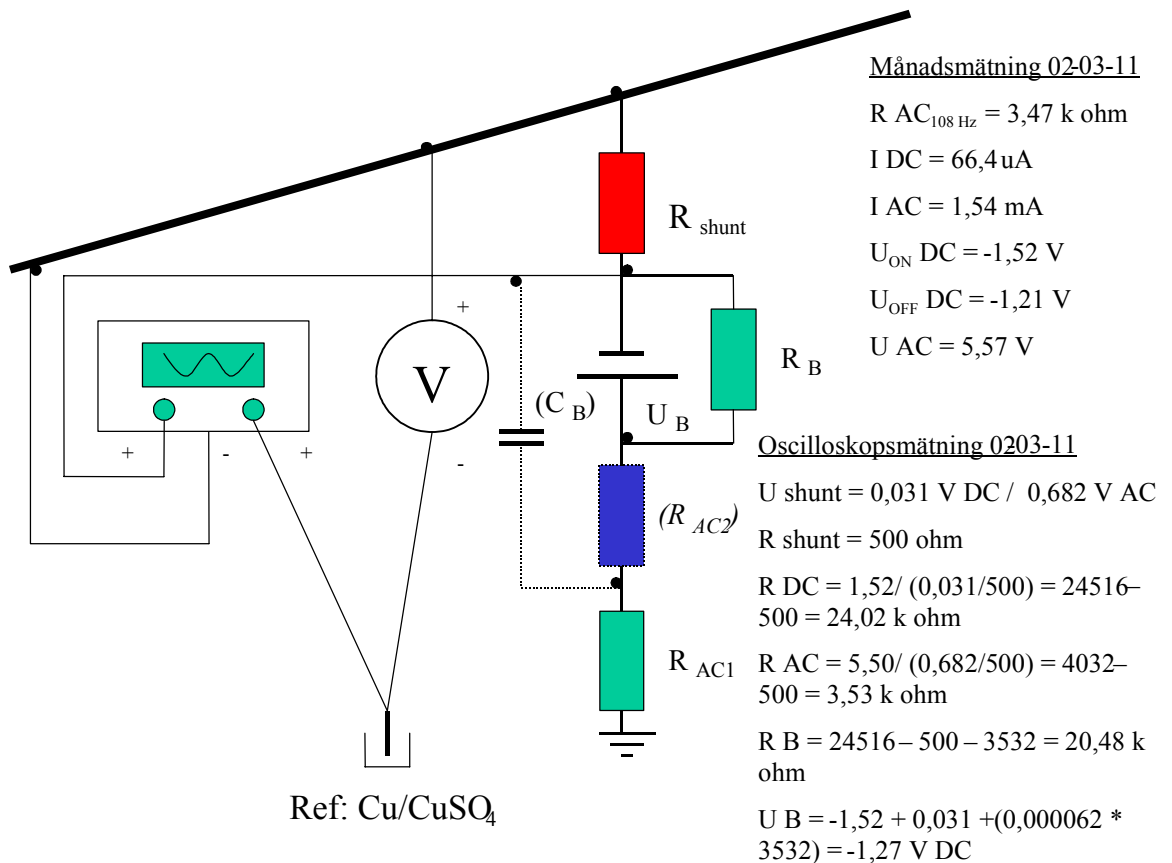 Månadsmätning 02-03-11
R AC108 Hz = 3,47 k ohm
I DC = 66,4 uA
I AC = 1,54 mA
UON DC = -1,52 V
UOFF DC = -1,21 V
U AC = 5,57 V
R shunt
+
V
-
(C B)
U B
R B
+
-
+
(R AC2)
R AC1
Ref: Cu/CuSO4
Oscilloskopsmätning 02-03-11
U shunt = 0,031 V DC / 0,682 V AC
R shunt = 500 ohm
R DC = 1,52/ (0,031/500) = 24516–
500 = 24,02 k ohm
R AC = 5,50/ (0,682/500) = 4032–
500 = 3,53 k ohm
R B = 24516 – 500 – 3532 = 20,48 k
ohm
U B = -1,52 + 0,031 +(0,000062 *
3532) = -1,27 V DC